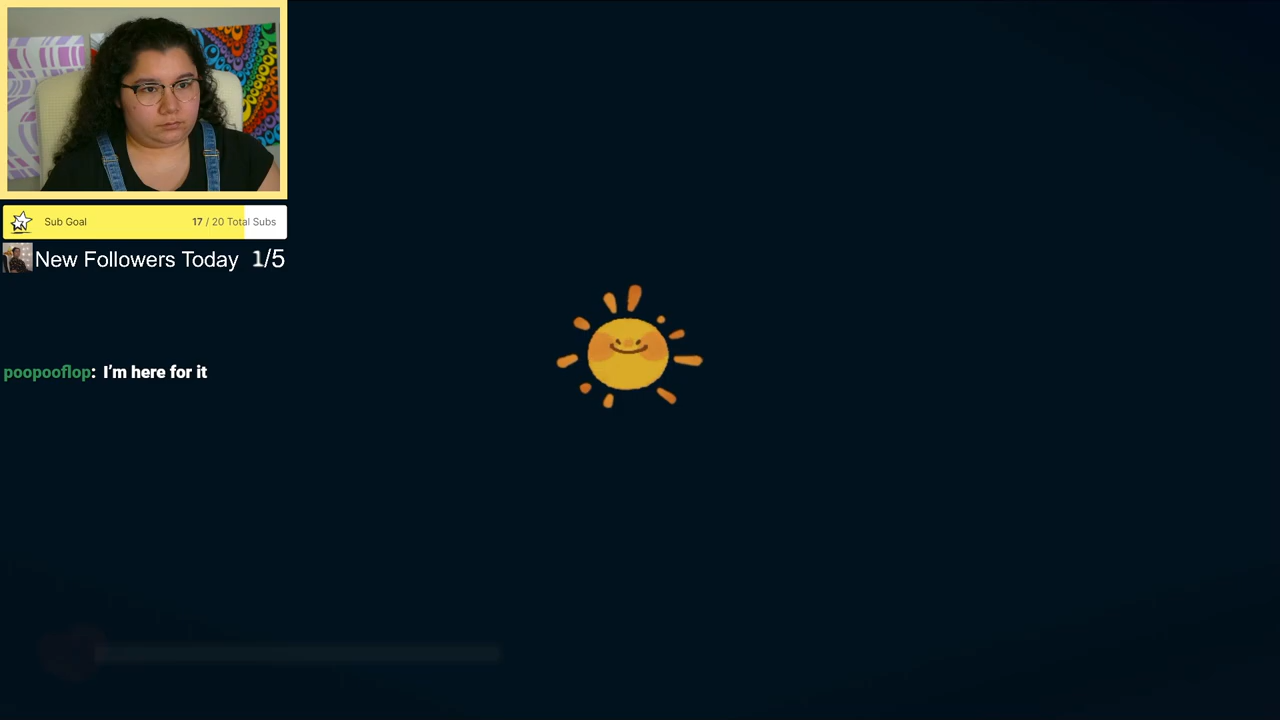 Sub Goal 17 / 20 Total Subs
New Followers Today 1/5
poopooflop: I'm here for it